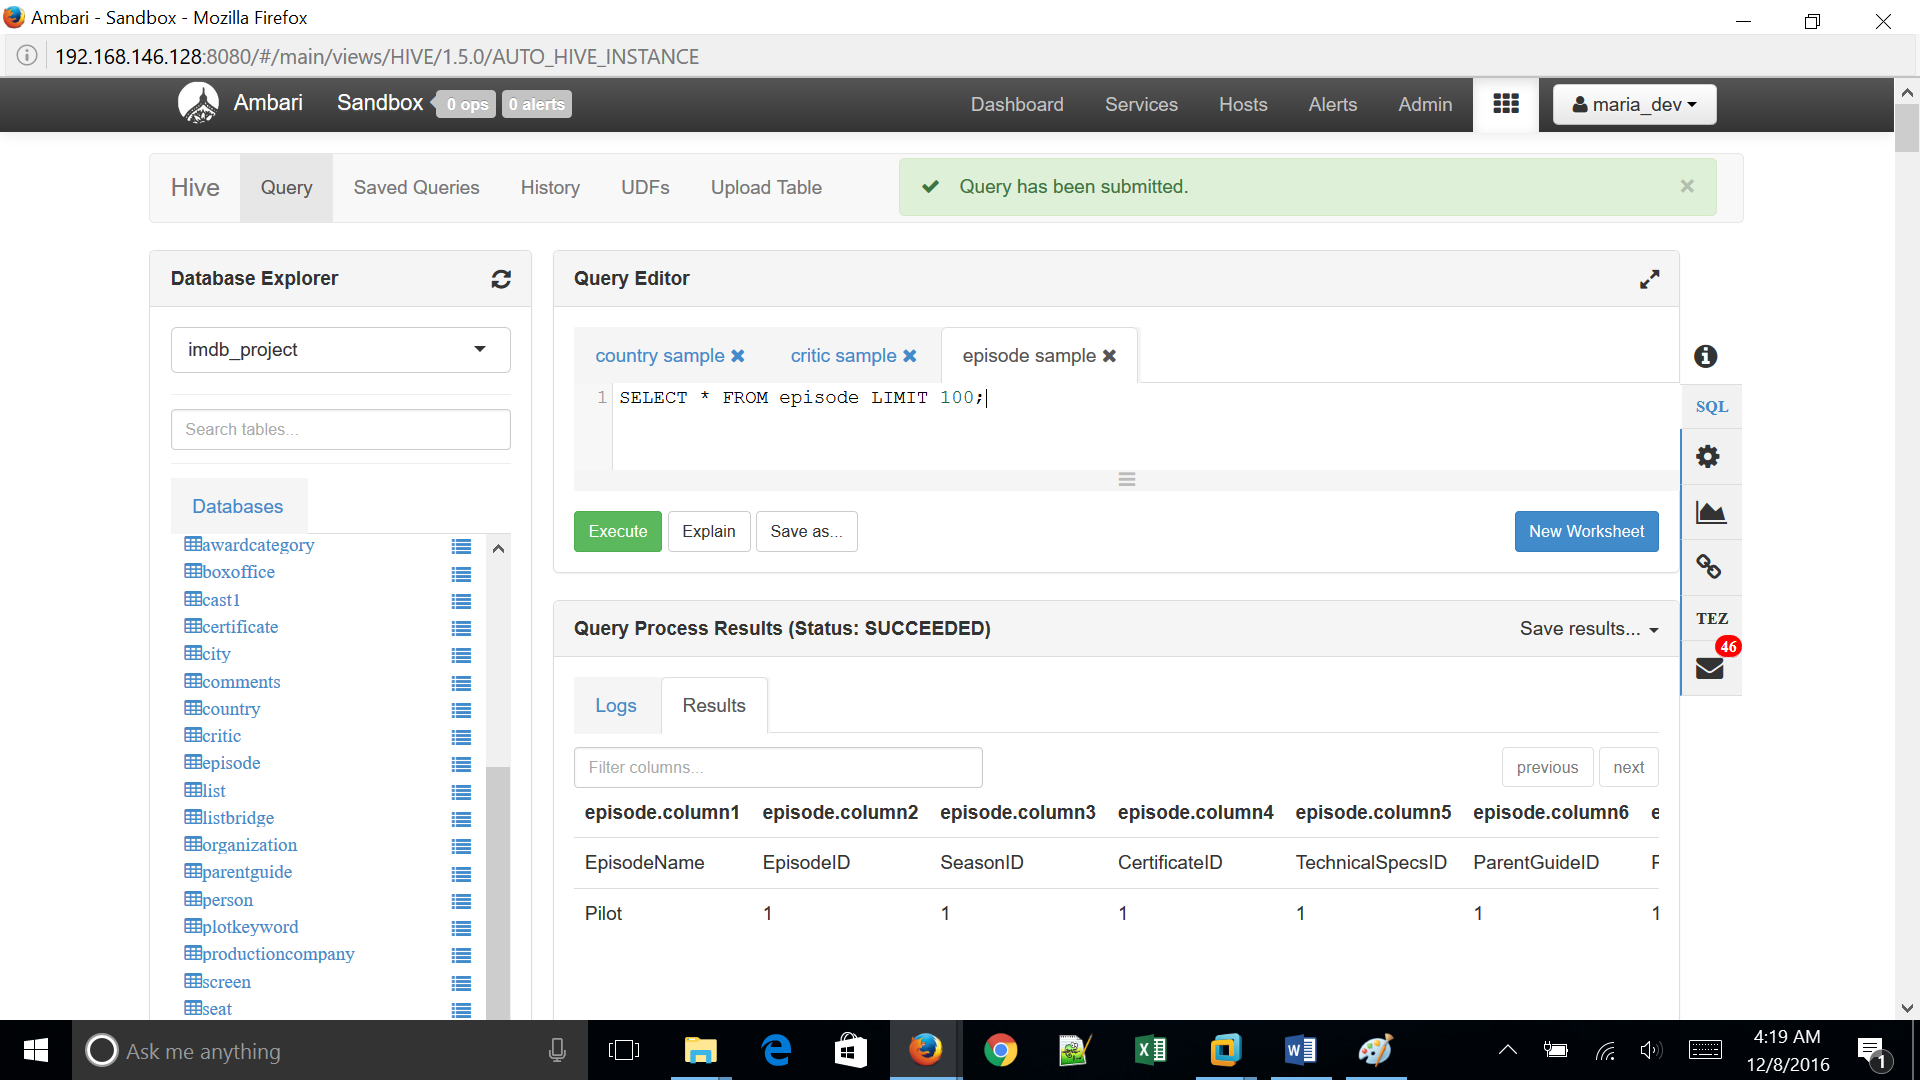 Ambari - Sandbox - Mozilla Firefox
192.168.146.128:8080/#/main/views/HIVE/1.5.0/AUTO_HIVE_INSTANCE
Ambari Sandbox 0 ops 0 alerts Dashboard Services Hosts Alerts Admin maria_dev
Hive Query Saved Queries History UDFs Upload Table Query has been submitted.
Database Explorer
imdb_project
Search tables...
Databases
awardcategory
boxoffice
cast1
certificate
city
comments
country
critic
episode
list
listbridge
organization
parentguide
person
plotkeyword
productioncompany
screen
seat
Query Editor
country sample critic sample episode sample
1 SELECT * FROM episode LIMIT 100;
Execute Explain Save as... New Worksheet
SQL
TEZ
46
Query Process Results (Status: SUCCEEDED) Save results...
Logs Results
Filter columns... previous next
episode.column1 episode.column2 episode.column3 episode.column4 episode.column5 episode.column6 e
EpisodeName EpisodeID SeasonID CertificateID TechnicalSpecsID ParentGuideID
Pilot 1 1 1 1 1 1
Ask me anything
4:19 AM
12/8/2016
1